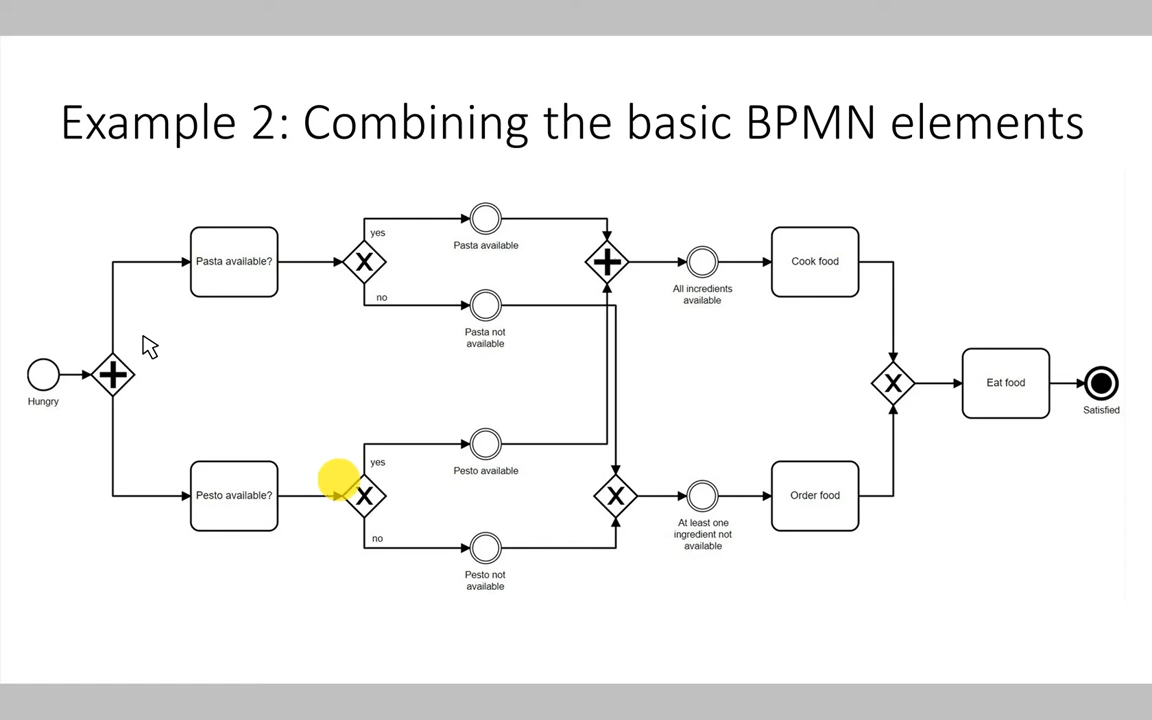 Example 2: Combining the basic BPMN elements
yes
Pasta available
Pasta available?
X
no
Pasta not
available
All ingredients
available
Cook food
Hungry
X
Eat food
Satisfied
yes
Pesto available
Pesto available?
X
no
Pesto not
available
X
At least one
ingredient not
available
Order food